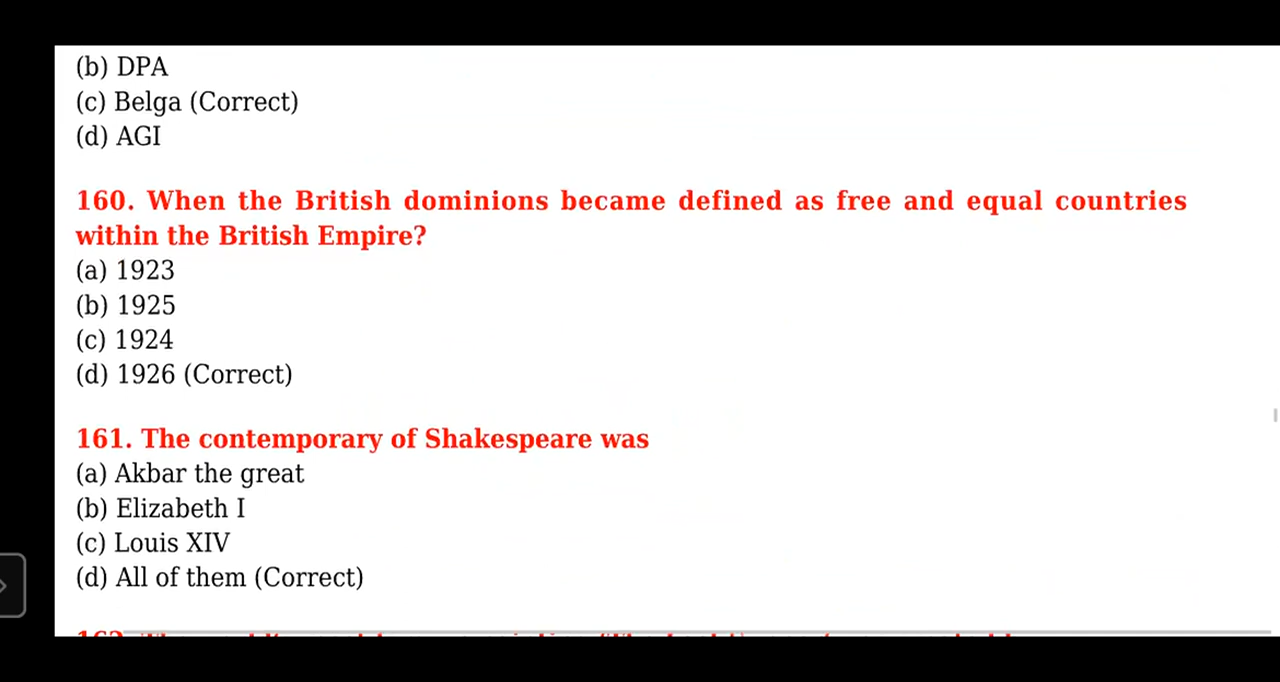 (b) DPA
(c) Belga (Correct)
(d) AGI
160. When the British dominions became defined as free and equal countries
within the British Empire?
(a) 1923
(b) 1925
(c) 1924
(d) 1926 (Correct)
161. The contemporary of Shakespeare was
(a) Akbar the great
(b) Elizabeth I
(c) Louis XIV
(d) All of them (Correct)